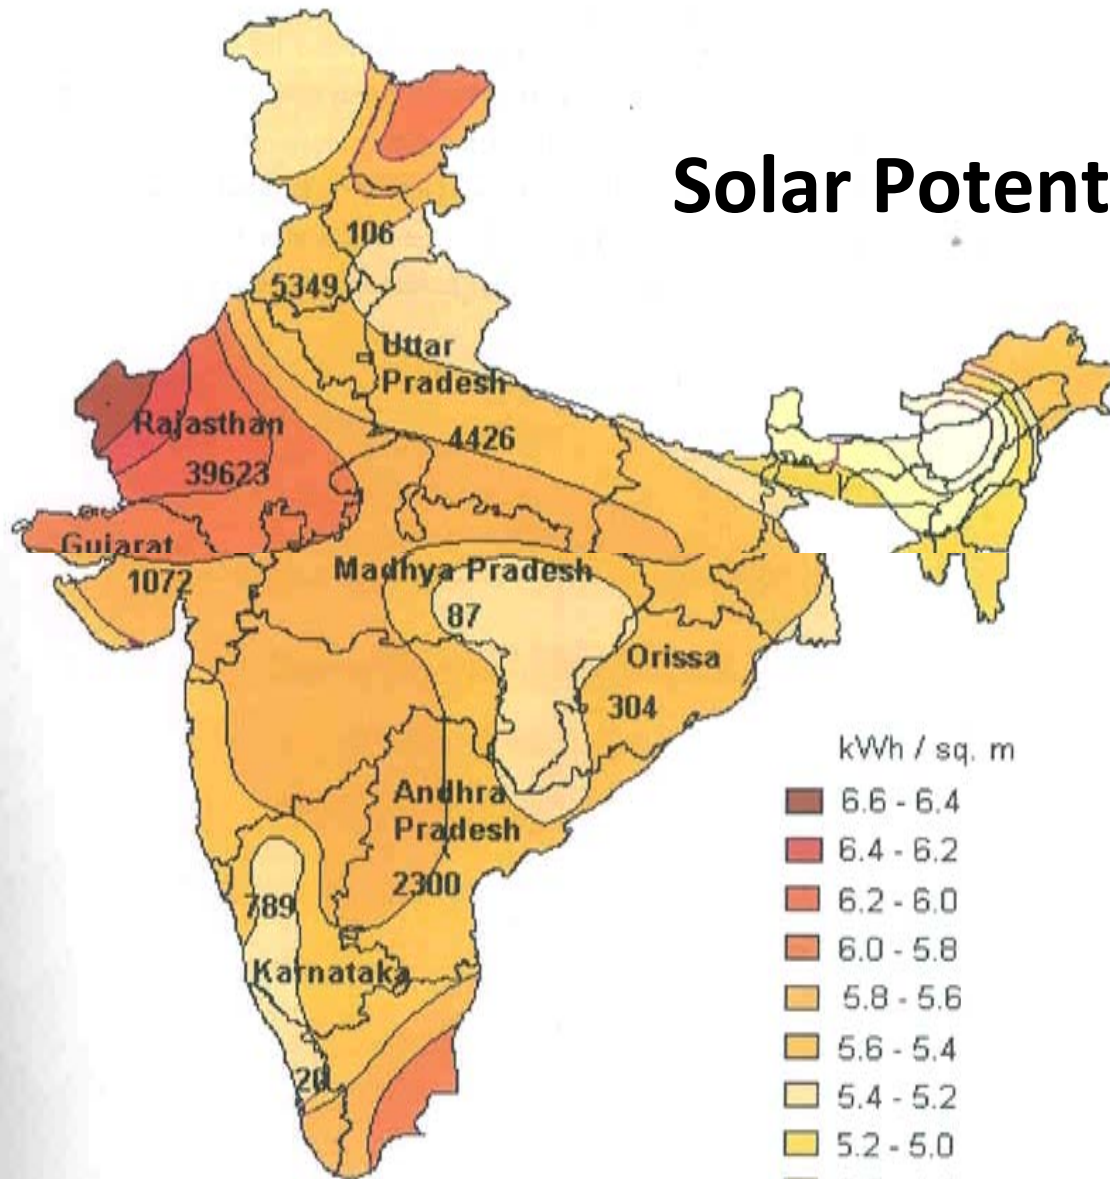 Solar Potent
106
5349
Uttar
Pradesh
Rajasthan
4426
39623
Gujarat
1072
Madhya Pradesh
87
Orissa
304
kWh / sq. m
Andhra
Pradesh
6.6 - 6.4
6.4 - 6.2
2300
6.2 - 6.0
789
6.0 - 5.8
Karnataka
5.8 - 5.6
5.6 - 5.4
20
5.4 - 5.2
5.2 - 5.0